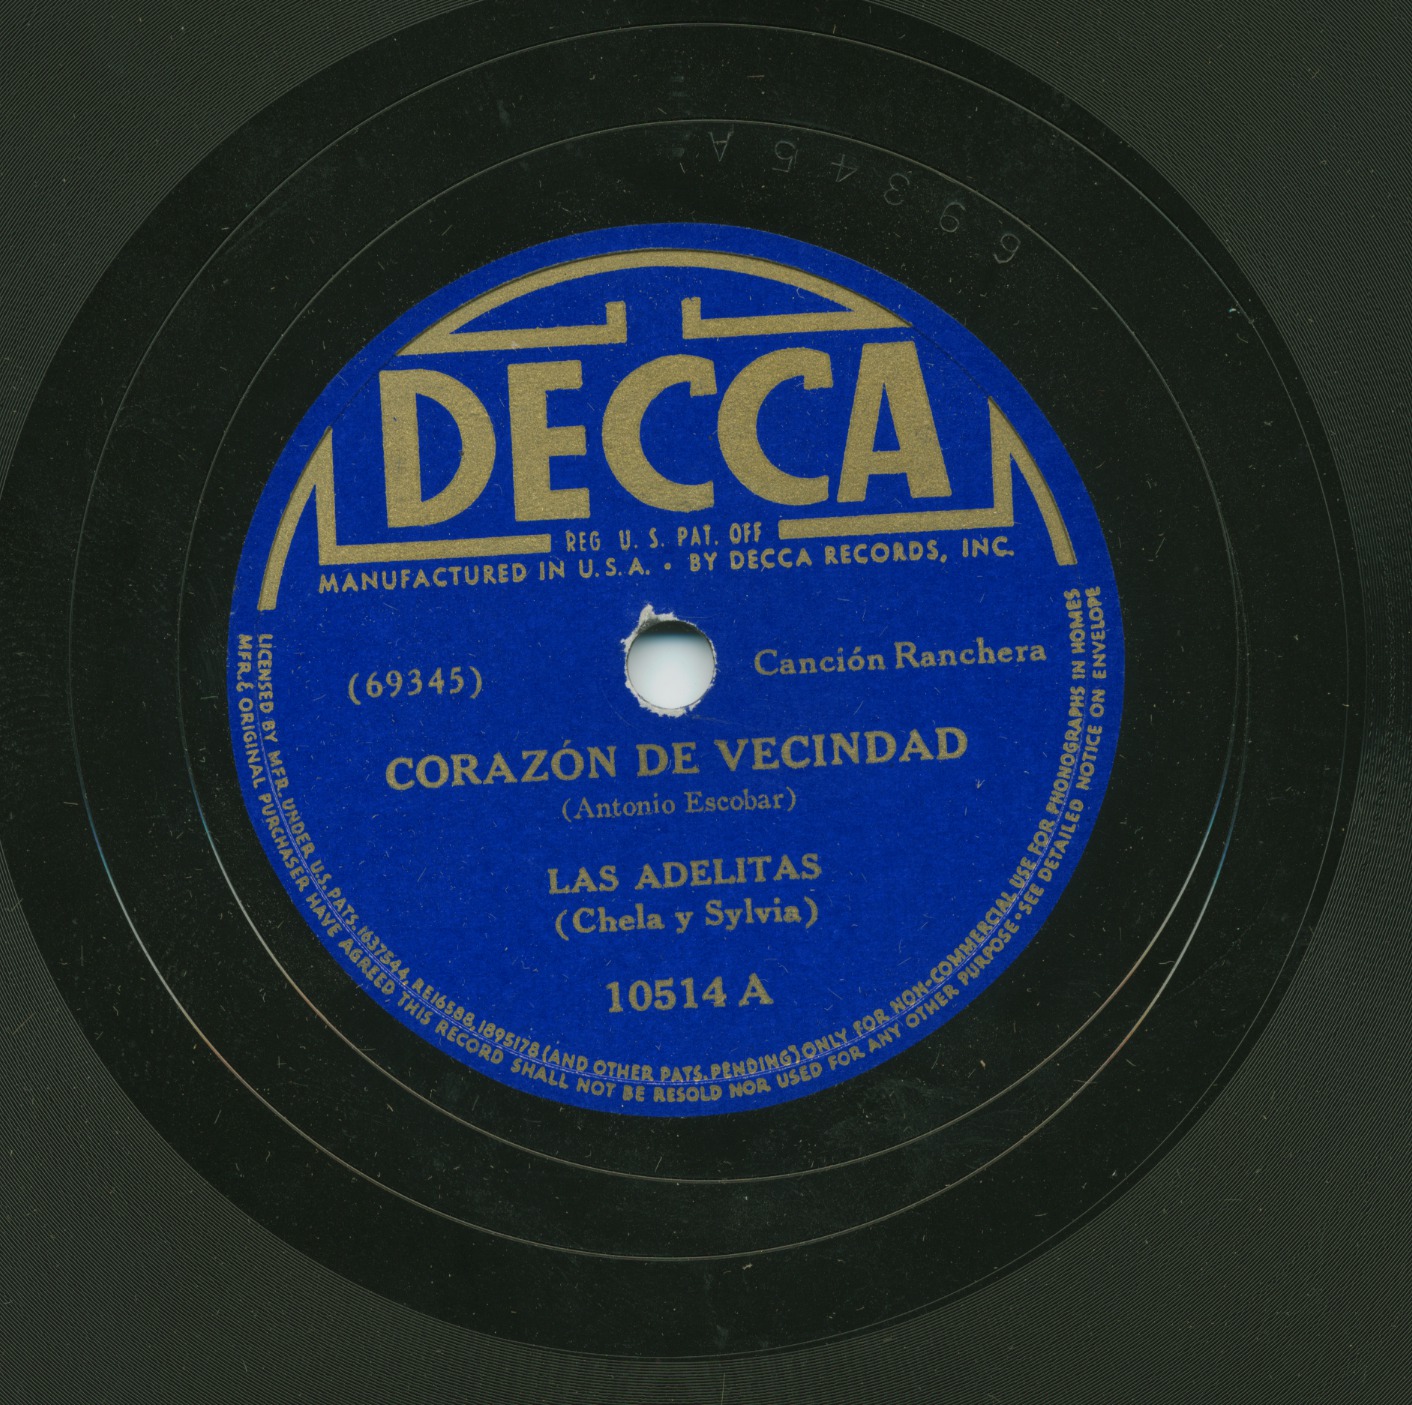 69345A
DECCA
REG. U. S. PAT. OFF
MANUFACTURED IN U.S.A. • BY DECCA RECORDS, INC.
(69345)
Canción Ranchera
CORAZÓN DE VECINDAD
(Antonio Escobar)
LAS ADELITAS
(Chela y Sylvia)
10514 A
LICENSED BY MFR. UNDER U.S. PATS. 1637544, RE16588, 1895178 (AND OTHER PATS. PENDING) ONLY FOR NON-COMMERCIAL USE FOR PHONOGRAPHS IN HOMES
MFR. & ORIGINAL PURCHASER HAVE AGREED THIS RECORD SHALL NOT BE RESOLD NOR USED FOR ANY OTHER PURPOSE • SEE DETAILED NOTICE ON ENVELOPE